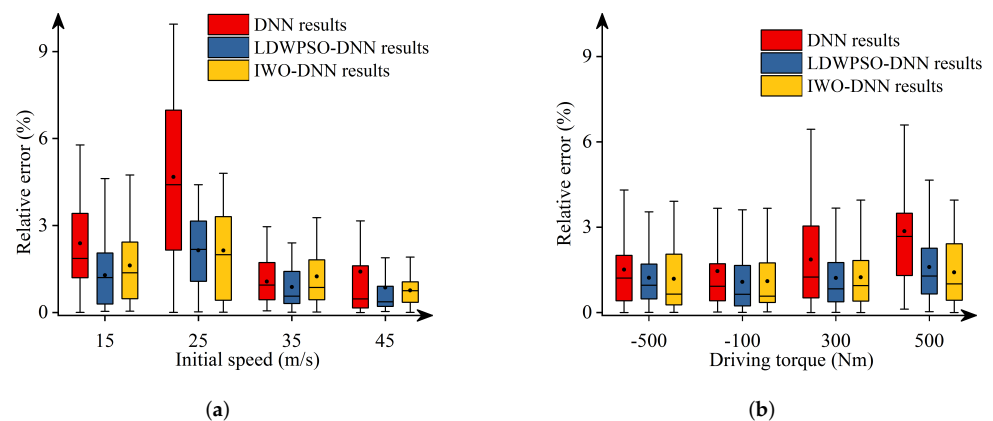 DNN results
LDWPSO-DNN results
IWO-DNN results
Relative error (%)
9
6
3
0
15 25 35 45
Initial speed (m/s)
(a)
DNN results
LDWPSO-DNN results
IWO-DNN results
Relative error (%)
9
6
3
0
-500 -100 300 500
Driving torque (Nm)
(b)